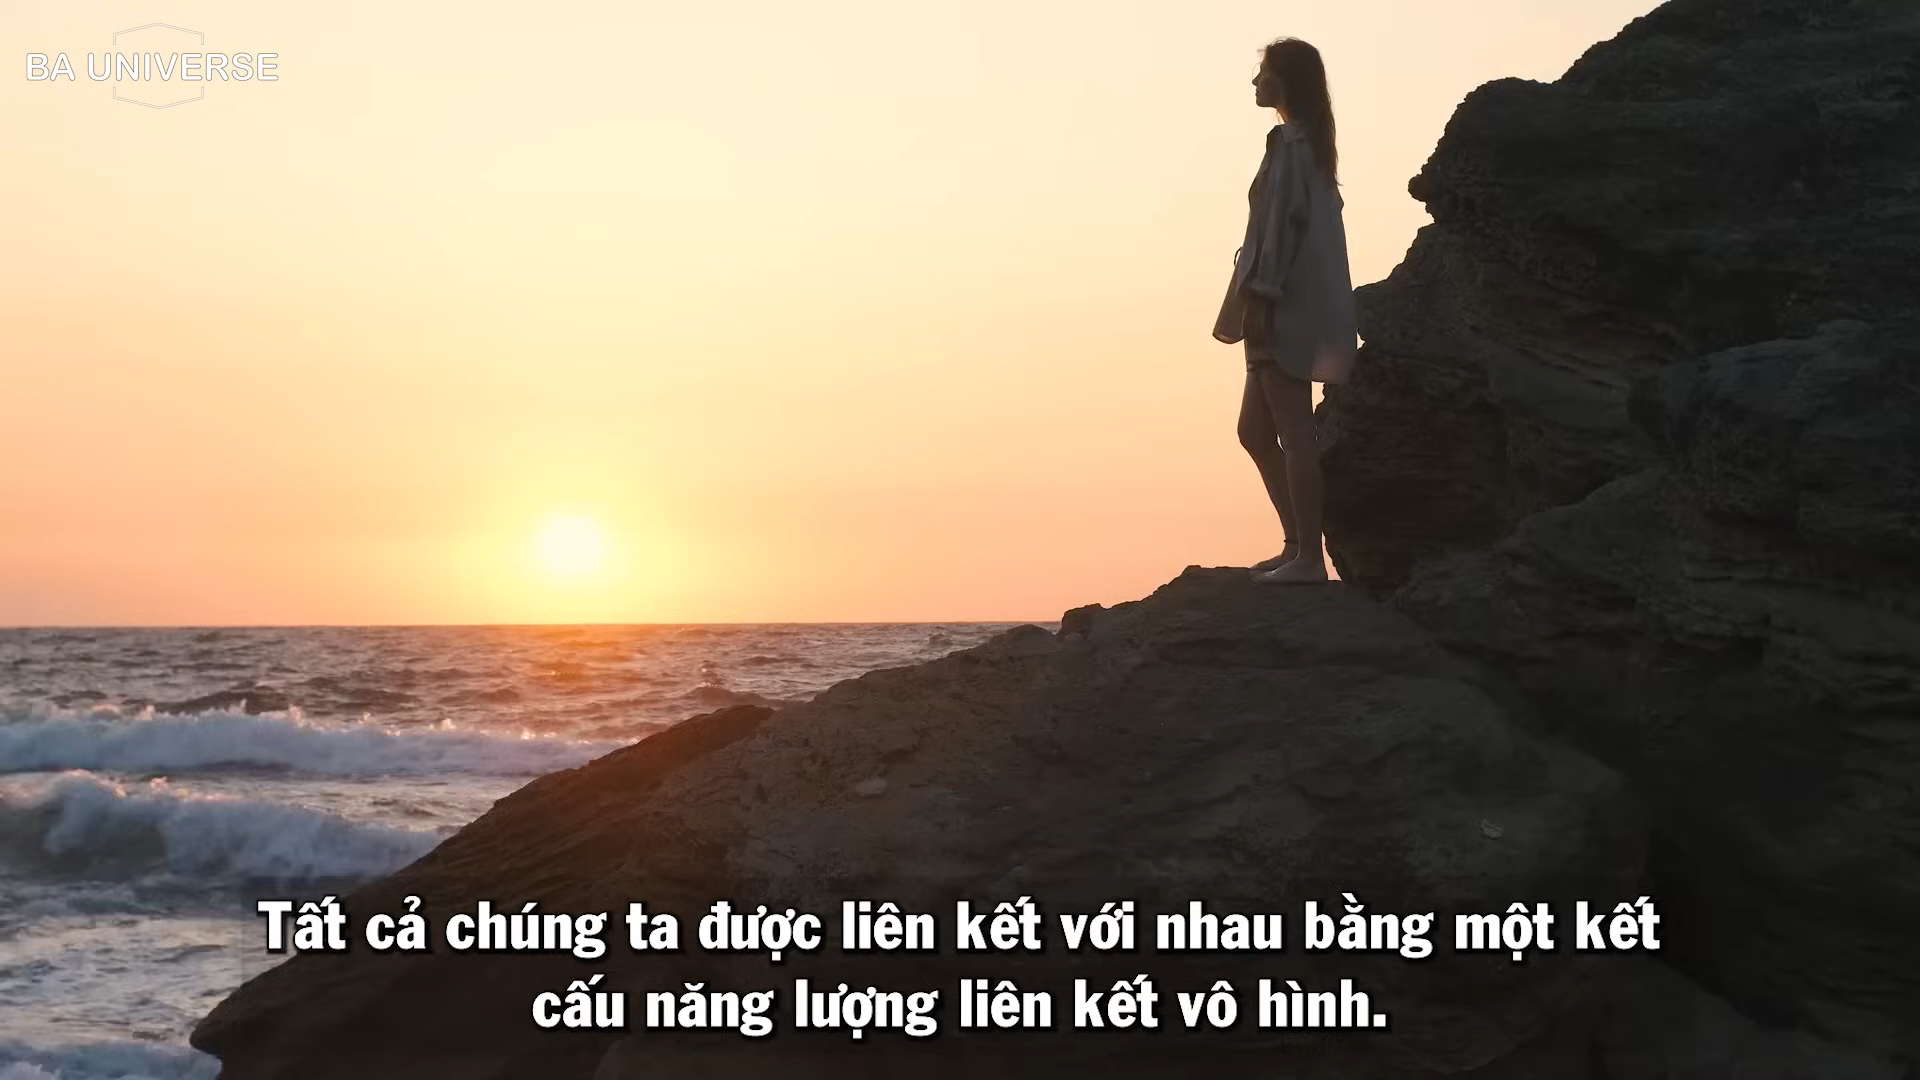 BA UNIVERSE
Tất cả chúng ta được liên kết với nhau bằng một kết
cấu năng lượng liên kết vô hình.